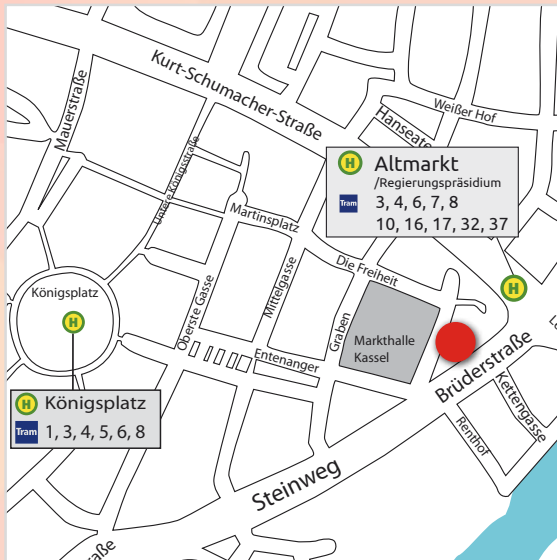 Kurt-Schumacher-Straße
Mauerstraße
Weißer Hof
Hanseate
H Altmarkt
/Regierungspräsidium
Tram 3, 4, 6, 7, 8
10, 16, 17, 32, 37
Untere Königsstraße
Martinsplatz
Die Freiheit
Königsplatz
H
H
Oberste Gasse
Mittelgasse
Graben
Entenanger
Markthalle
Kassel
Brüderstraße
H Königsplatz
Tram 1, 3, 4, 5, 6, 8
Kettengasse
Renthof
Steinweg
aße